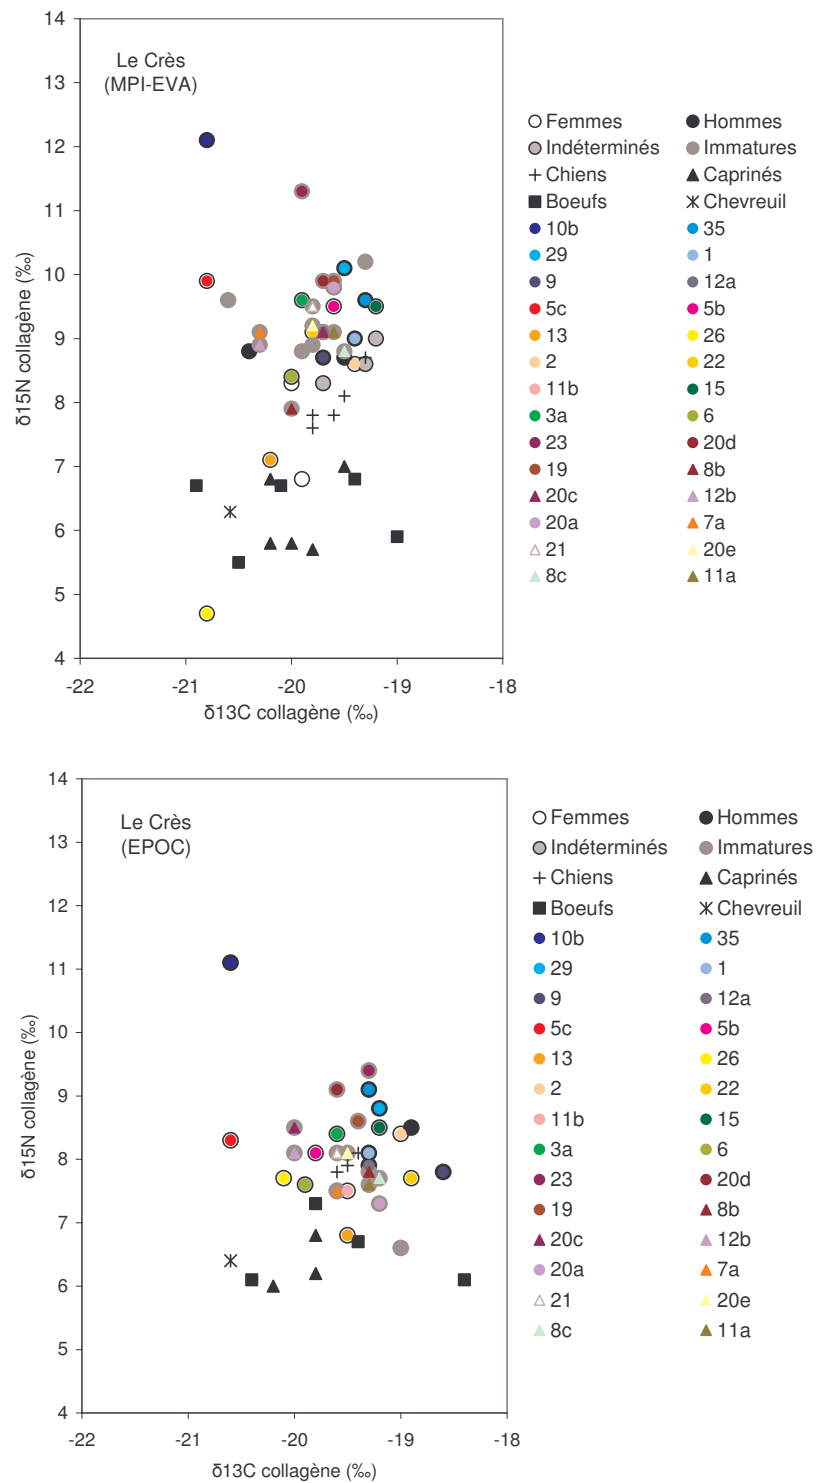 14
13
12
11
10
9
8
7
6
5
4
δ15N collagène (‰)
Le Crès
(MPI-EVA)
-22 -21 -20 -19 -18
δ13C collagène (‰)
Femmes Hommes
Indéterminés Immatures
Chiens Caprinés
Boeufs Chevreuil
10b 35
29 1
9 12a
5c 5b
13 26
2 22
11b 15
3a 6
23 20d
19 8b
20c 12b
20a 7a
21 20e
8c 11a
14
13
12
11
10
9
8
7
6
5
4
δ15N collagène (‰)
Le Crès
(EPOC)
-22 -21 -20 -19 -18
δ13C collagène (‰)
Femmes Hommes
Indéterminés Immatures
Chiens Caprinés
Boeufs Chevreuil
10b 35
29 1
9 12a
5c 5b
13 26
2 22
11b 15
3a 6
23 20d
19 8b
20c 12b
20a 7a
21 20e
8c 11a